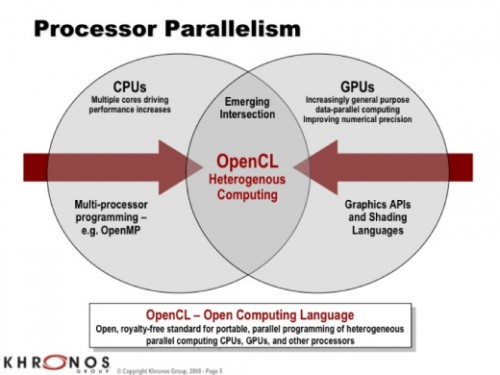 Processor Parallelism
CPUs
Multiple cores driving
performance increases
Emerging
Intersection
GPUs
Increasingly general purpose
data-parallel computing
Improving numerical precision
OpenCL
Heterogenous
Computing
Multi-processor
programming –
e.g. OpenMP
Graphics APIs
and Shading
Languages
OpenCL – Open Computing Language
Open, royalty-free standard for portable, parallel programming of heterogeneous
parallel computing CPUs, GPUs, and other processors
KHRONOS
GROUP
© Copyright Khronos Group, 2008 - Page 5